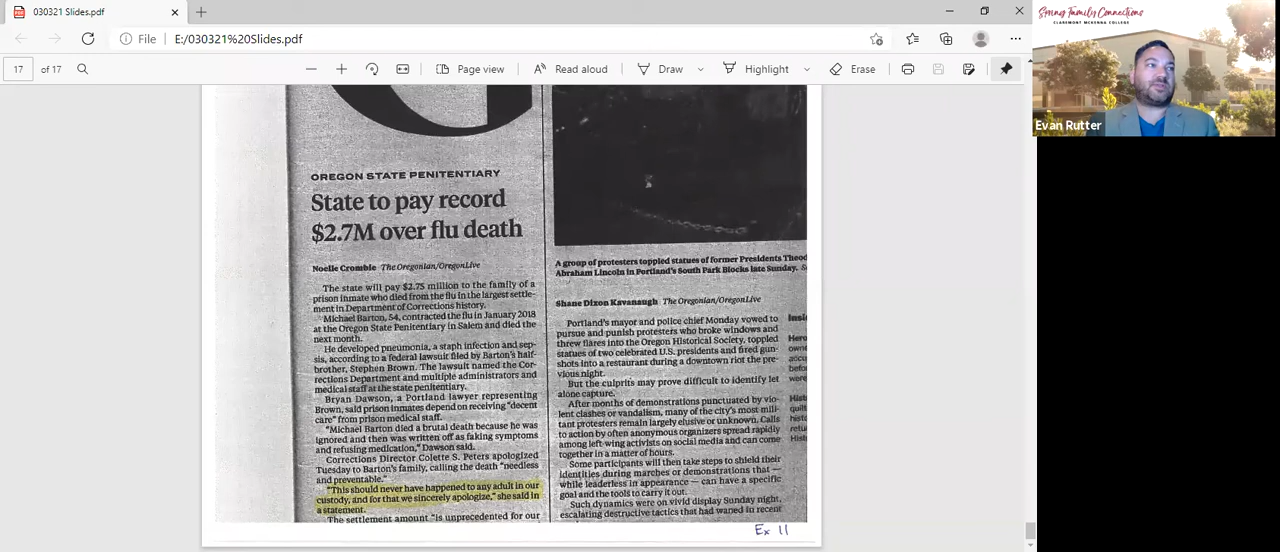 030321 Slides.pdf
File
E:/030321%20Slides.pdf
17
of 17
Page view
Read aloud
Draw
Highlight
Erase
OREGON STATE PENITENTIARY
State to pay record
$2.7M over flu death
Noelle Crombie The Oregonian/OregonLive
The state will pay $2.75 million to the family of a
prison inmate who died from the flu in the largest settle-
ment in Department of Corrections history.
Michael Barton, 54, contracted the flu in January 2018
at the Oregon State Penitentiary in Salem and died the
next month.
He developed pneumonia, a staph infection and sep-
sis, according to a federal lawsuit filed by Barton's half-
brother, Stephen Brown. The lawsuit named the Cor-
rections Department and multiple administrators and
medical staff at the state penitentiary.
Bryan Dawson, a Portland lawyer representing
Brown, said prison inmates depend on receiving "decent
care" from prison medical staff.
"Michael Barton died a brutal death because he was
ignored and then was written off as faking symptoms
and refusing medication," Dawson said.
Corrections Director Colette S. Peters apologized
Tuesday to Barton's family, calling the death "needless
and preventable."
"This should never have happened to any adult in our
custody, and for that we sincerely apologize," she said in
a statement.
The settlement amount "is unprecedented for our
A group of protesters toppled statues of former Presidents Theod
Abraham Lincoln in Portland's South Park Blocks late Sunday.
Shane Dixon Kavanaugh The Oregonian/OregonLive
Portland's mayor and police chief Monday vowed to
pursue and punish protesters who broke windows and
threw flares into the Oregon Historical Society, toppled
statues of two celebrated U.S. presidents and fired gun-
shots into a restaurant during a downtown riot the pre-
vious night.
But the culprits may prove difficult to identify let
alone capture.
After months of demonstrations punctuated by vio-
lent clashes or vandalism, many of the city's most mili-
tant protesters remain largely elusive or unknown. Calls
to action by often anonymous organizers spread rapidly
among left-wing activists on social media and can come
together in a matter of hours.
Some participants will then take steps to shield their
identities during marches or demonstrations that —
while leaderless in appearance — can have a specific
goal and the tools to carry it out.
Such dynamics were on vivid display Sunday night,
escalating destructive tactics that had waned in recent
Insi
Hero
owne
accu
befor
were
Hist
quilt
histo
retu
Hist
Ex 11
Spring Family Connections
CLAREMONT MCKENNA COLLEGE
Evan Rutter